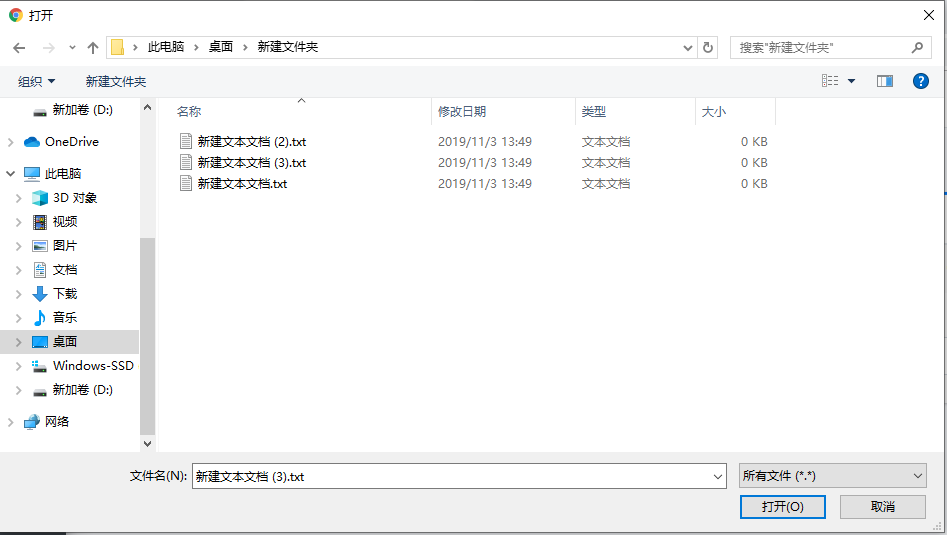 打开
此电脑 > 桌面 > 新建文件夹
搜索"新建文件夹"
组织
新建文件夹
新加卷 (D:)
OneDrive
此电脑
3D 对象
视频
图片
文档
下载
音乐
桌面
Windows-SSD
新加卷 (D:)
网络
名称 修改日期 类型 大小
新建文本文档 (2).txt 2019/11/3 13:49 文本文档 0 KB
新建文本文档 (3).txt 2019/11/3 13:49 文本文档 0 KB
新建文本文档.txt 2019/11/3 13:49 文本文档 0 KB
文件名(N): 新建文本文档 (3).txt 所有文件 (*.*)
打开(O) 取消